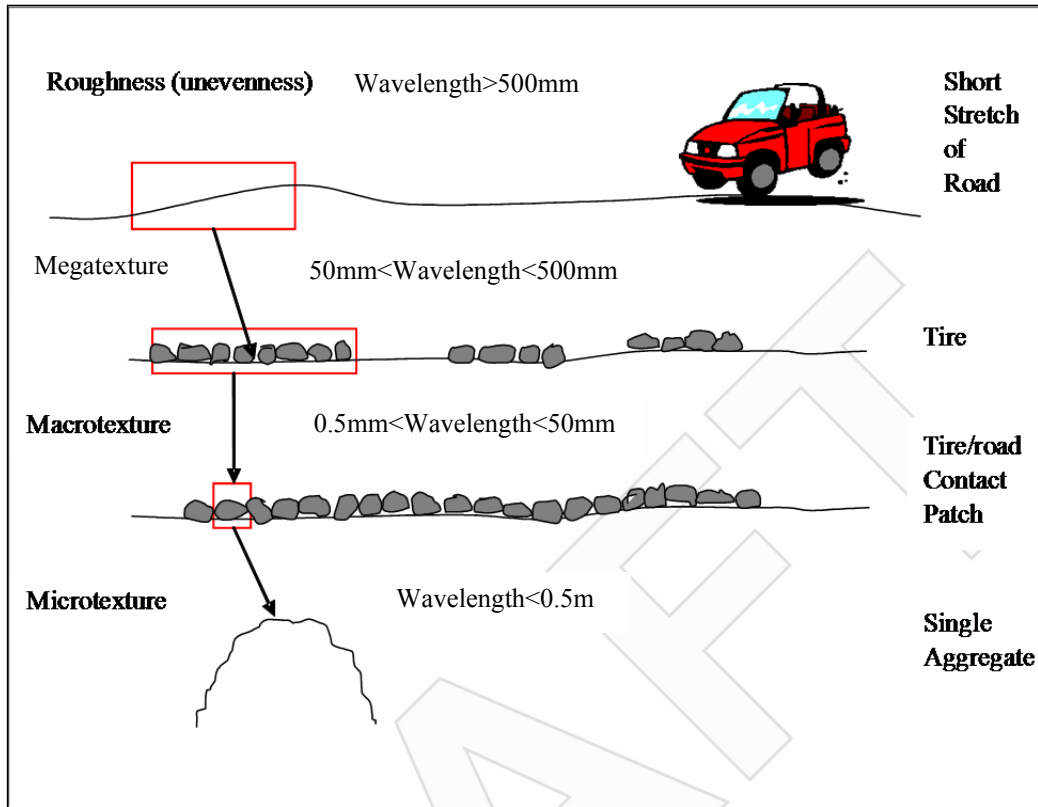 Roughness (unevenness) Wavelength>500mm
Short
Stretch
of
Road
Megatexture 50mm<Wavelength<500mm
Tire
Macrotexture 0.5mm<Wavelength<50mm
Tire/road
Contact
Patch
Microtexture Wavelength<0.5m
Single
Aggregate